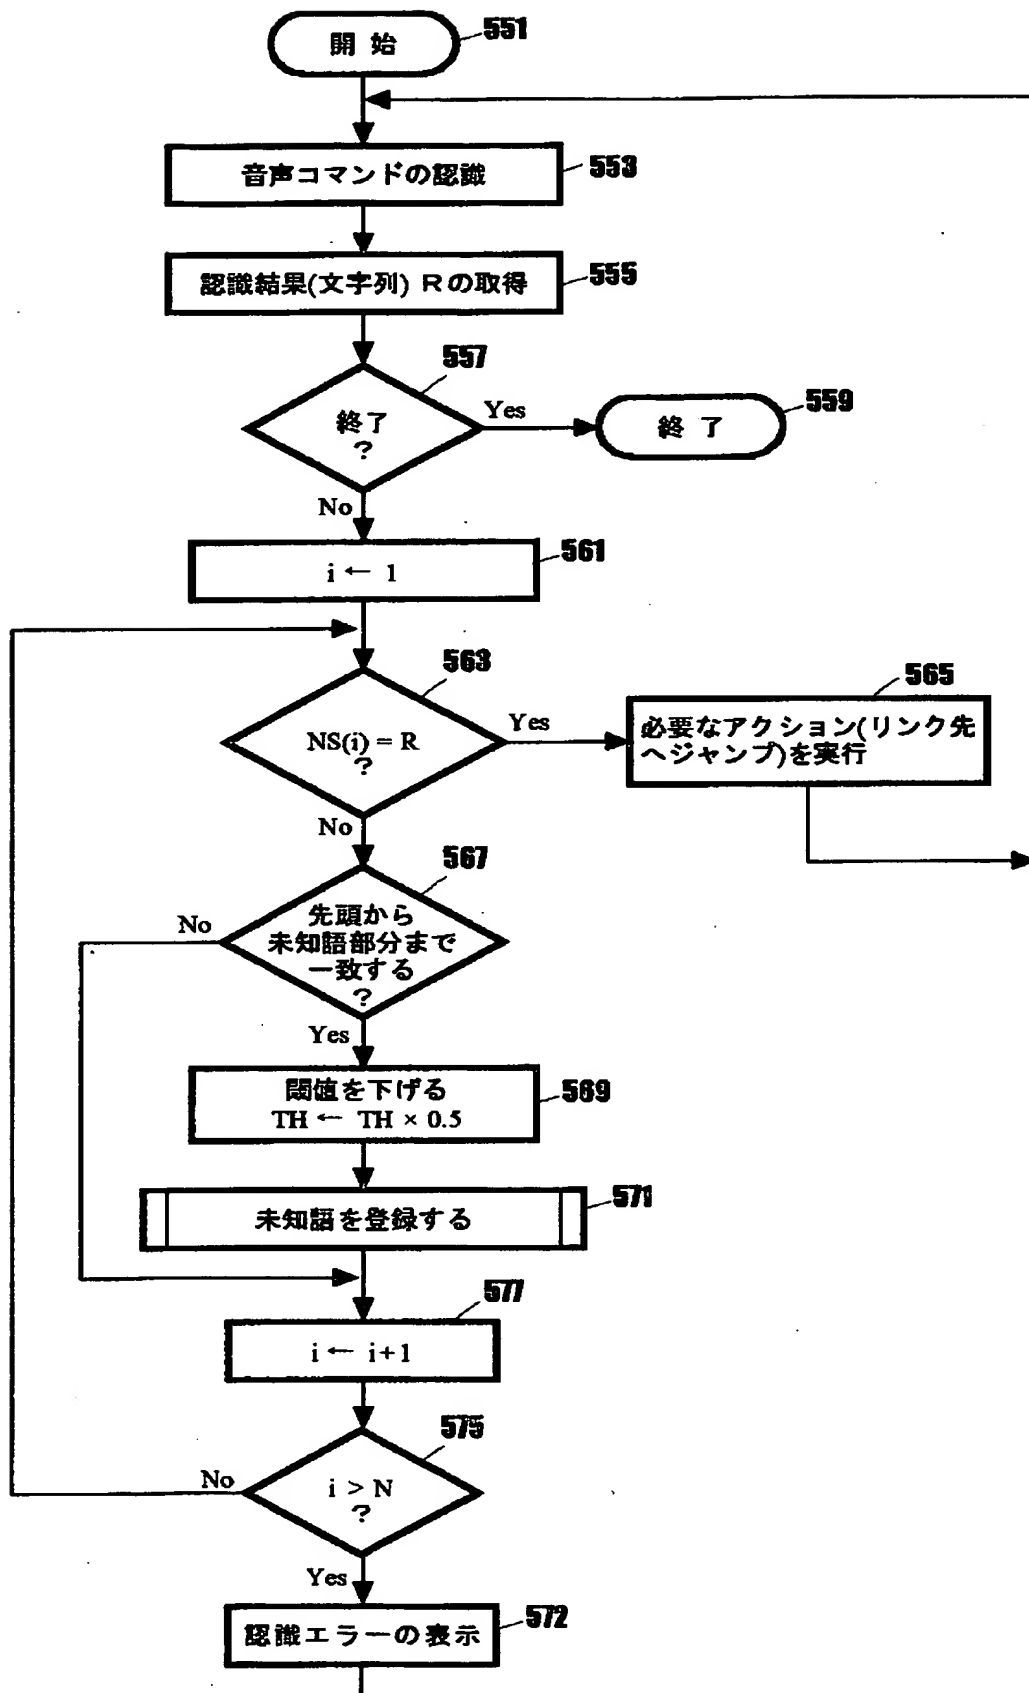 開始
551
音声コマンドの認識
553
認識結果(文字列) Rの取得
555
557
終了
?
Yes
終了
559
No
i ← 1
561
563
NS(i) = R
?
Yes
565
必要なアクション(リンク先
へジャンプ)を実行
No
567
先頭から
未知語部分まで
一致する
?
No
Yes
閾値を下げる
TH ← TH × 0.5
569
未知語を登録する
571
577
i ← i+1
575
i > N
?
No
Yes
認識エラーの表示
572